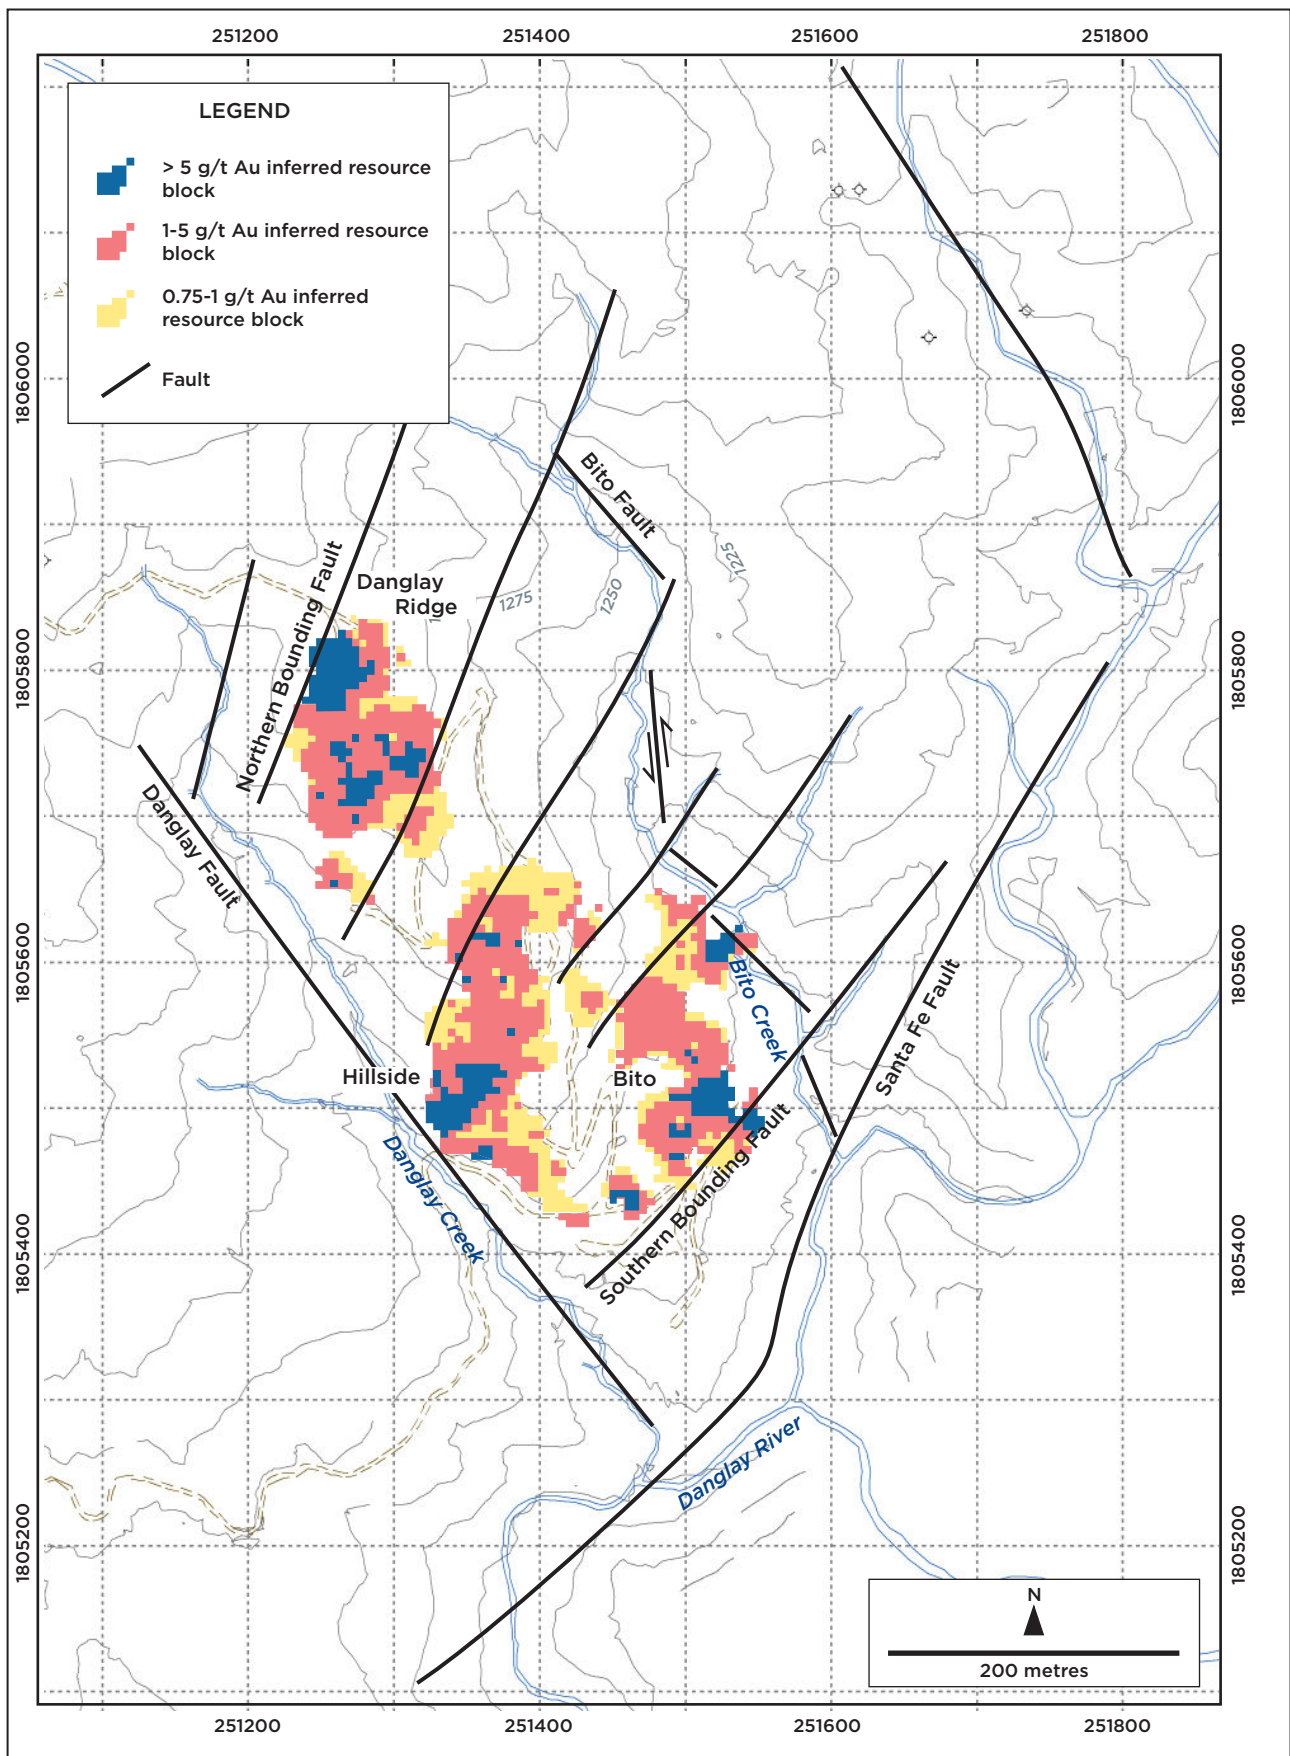 251200 251400 251600 251800
LEGEND
> 5 g/t Au inferred resource
block
1-5 g/t Au inferred resource
block
0.75-1 g/t Au inferred
resource block
Fault
1806000
1806000
Bito Fault
1225
Danglay
Ridge
1275
1250
Northern Bounding Fault
1805800
1805800
Danglay Fault
1805600
1805600
Bito Creek
Santa Fe Fault
Hillside
Bito
Danglay Creek
Southern Bounding Fault
1805400
1805400
Danglay River
1805200
1805200
N
200 metres
251200 251400 251600 251800